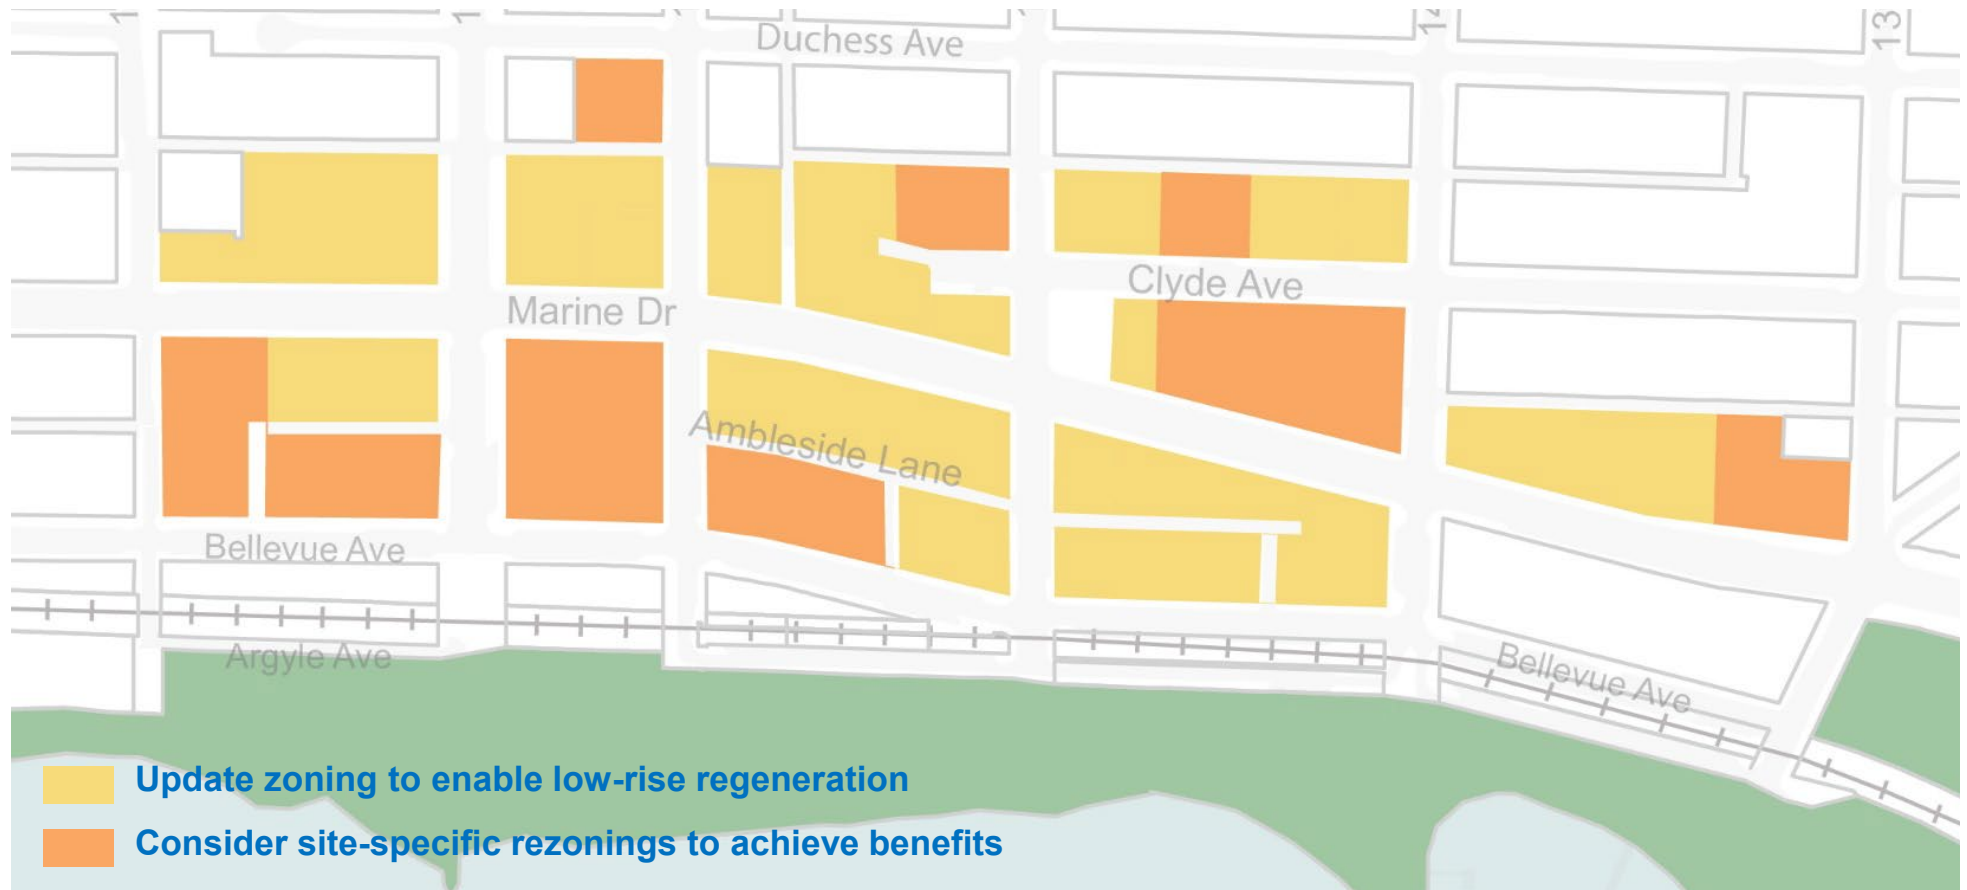 Duchess Ave
14
13
Clyde Ave
Marine Dr
Ambleside Lane
Bellevue Ave
Argyle Ave
Bellevue Ave
Update zoning to enable low-rise regeneration
Consider site-specific rezonings to achieve benefits